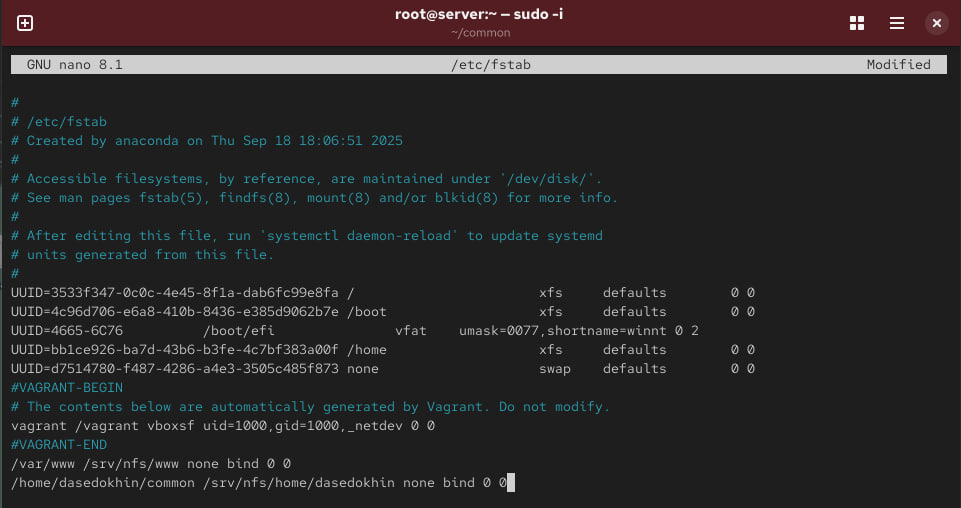 root@server:~ — sudo -i
~/common
GNU nano 8.1 /etc/fstab Modified
#
# /etc/fstab
# Created by anaconda on Thu Sep 18 18:06:51 2025
#
# Accessible filesystems, by reference, are maintained under `/dev/disk/`.
# See man pages fstab(5), findfs(8), mount(8) and/or blkid(8) for more info.
#
# After editing this file, run `systemctl daemon-reload` to update systemd
# units generated from this file.
#
UUID=3533f347-0c0c-4e45-8f1a-dab6fc99e8fa / xfs defaults 0 0
UUID=4c96d706-e6a8-410b-8436-e385d9062b7e /boot xfs defaults 0 0
UUID=4665-6C76 /boot/efi vfat umask=0077,shortname=winnt 0 2
UUID=bb1ce926-ba7d-43b6-b3fe-4c7bf383a00f /home xfs defaults 0 0
UUID=d7514780-f487-4286-a4e3-3505c485f873 none swap defaults 0 0
#VAGRANT-BEGIN
# The contents below are automatically generated by Vagrant. Do not modify.
vagrant /vagrant vboxsf uid=1000,gid=1000,_netdev 0 0
#VAGRANT-END
/var/www /srv/nfs/www none bind 0 0
/home/dasedokhin/common /srv/nfs/home/dasedokhin none bind 0 0